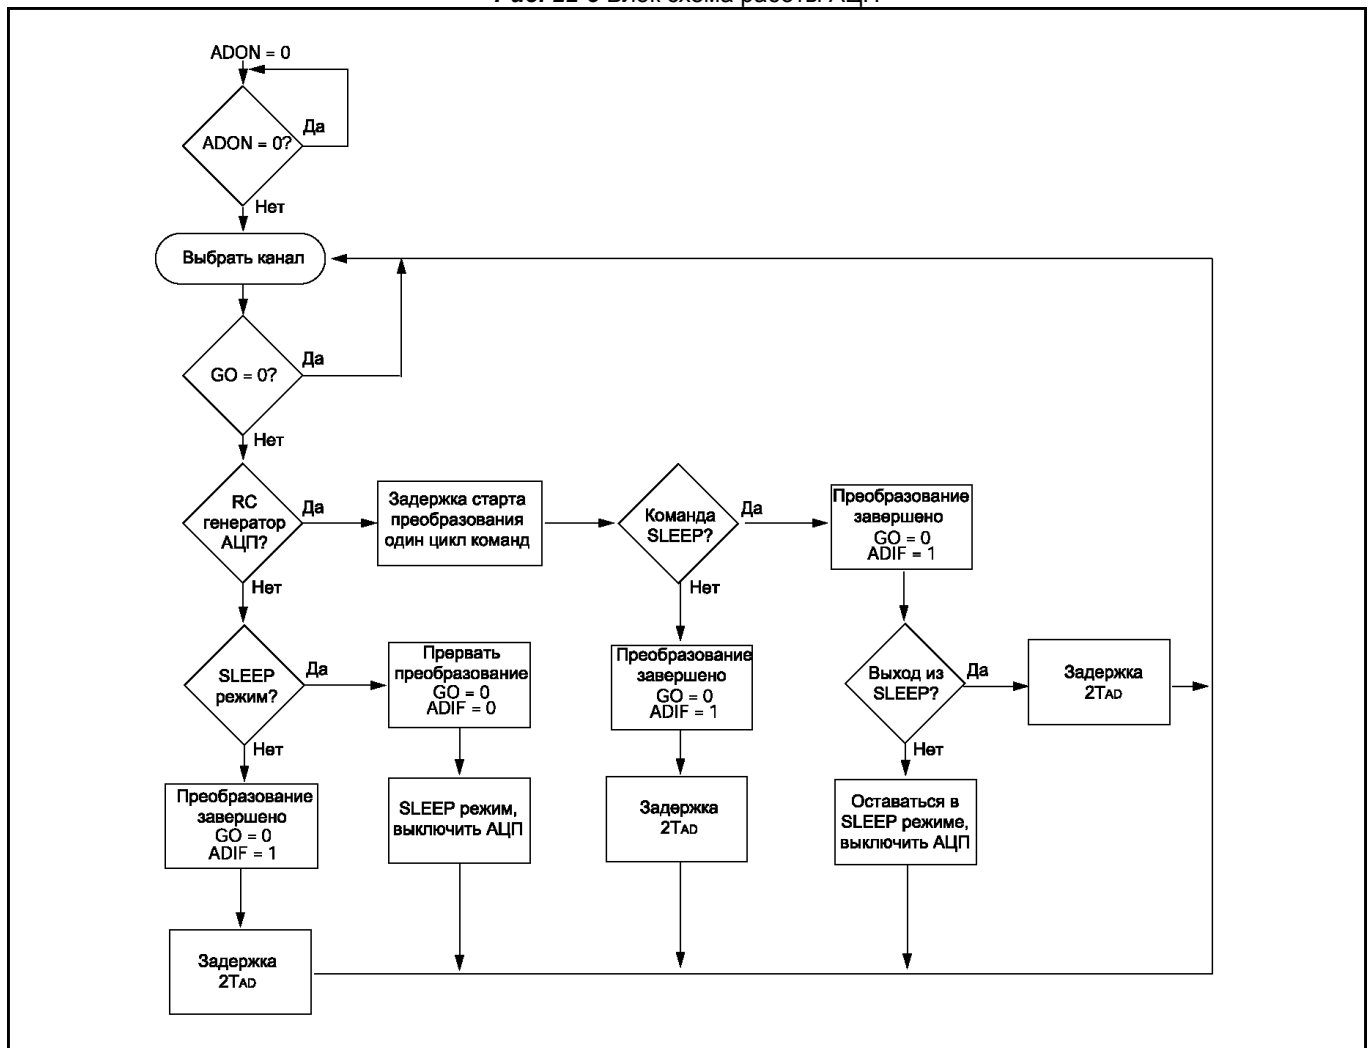 ADON = 0
ADON = 0?
Да
Нет
Выбрать канал
GO = 0?
Да
Нет
RC
генератор
АЦП?
Да
Задержка старта
преобразования
один цикл команд
Команда
SLEEP?
Да
Преобразование
завершено
GO = 0
ADIF = 1
Нет
Нет
SLEEP
режим?
Да
Прервать
преобразование
GO = 0
ADIF = 0
Преобразование
завершено
GO = 0
ADIF = 1
Выход из
SLEEP?
Да
Задержка
2TAD
Нет
Нет
Преобразование
завершено
GO = 0
ADIF = 1
SLEEP режим,
выключить АЦП
Задержка
2TAD
Оставаться в
SLEEP режиме,
выключить АЦП
Задержка
2TAD